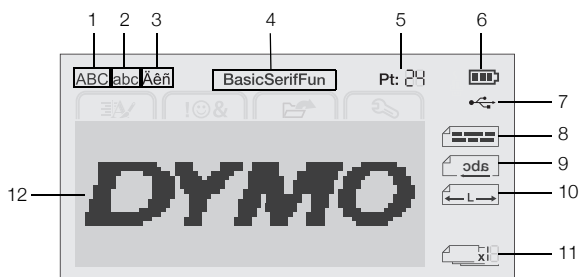 1 2 3 4 5 6
ABC abc Äêñ BasicSerifFun Pt: 24
!☺&
7
8
abc 9
L 10
12 DYMO
x 11